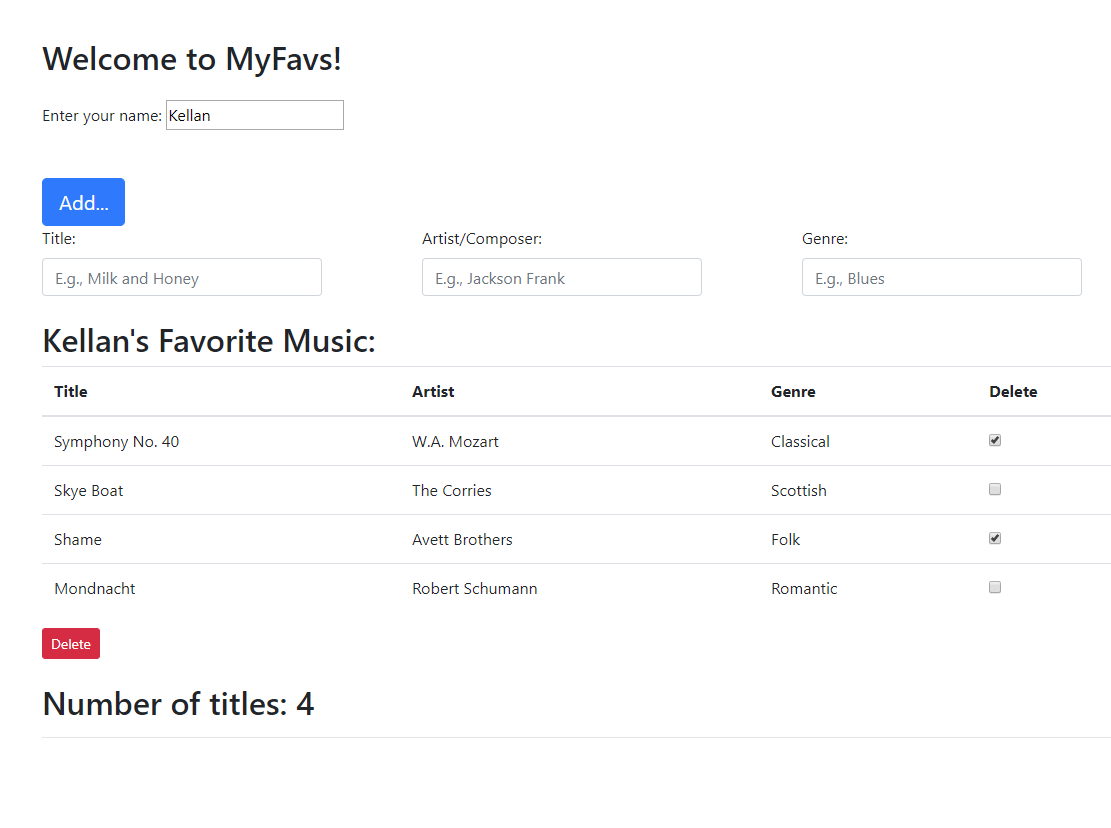 Welcome to MyFavs!
Enter your name: Kellan
Add...
Title: Artist/Composer: Genre:
E.g., Milk and Honey E.g., Jackson Frank E.g., Blues
Kellan's Favorite Music:
Title Artist Genre Delete
Symphony No. 40 W.A. Mozart Classical
Skye Boat The Corries Scottish
Shame Avett Brothers Folk
Mondnacht Robert Schumann Romantic
Delete
Number of titles: 4